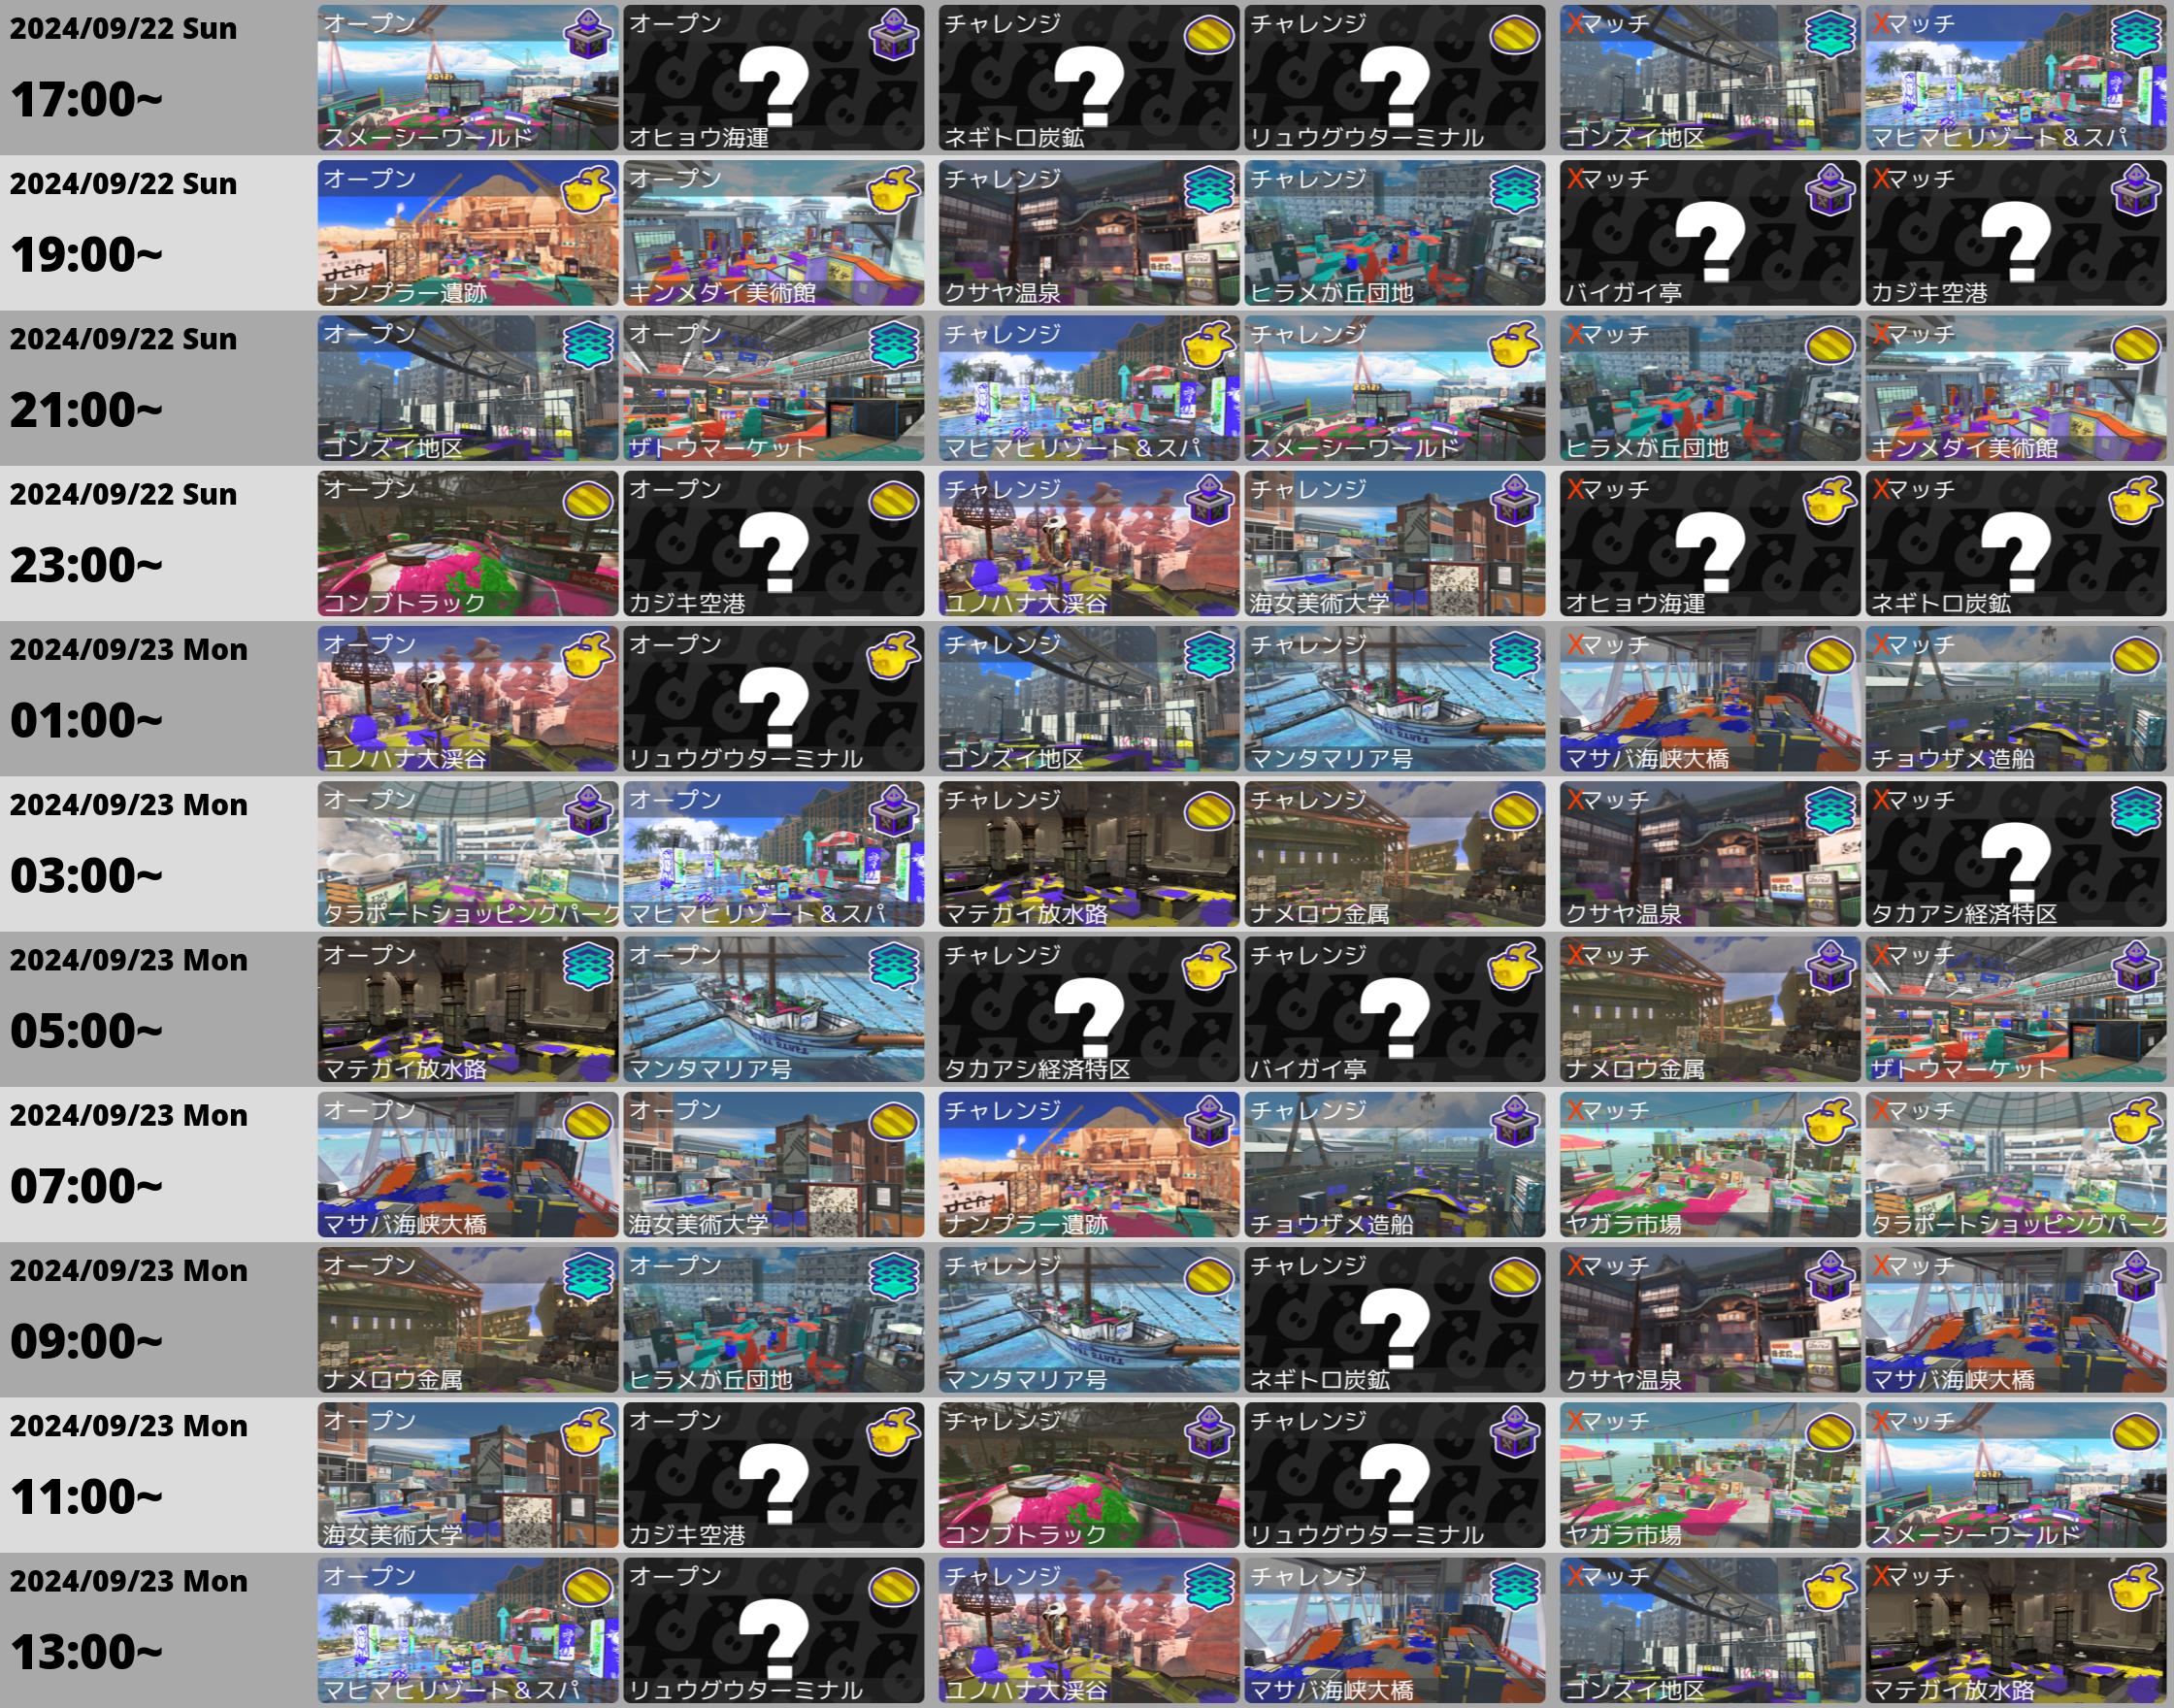 2024/09/22 Sun
17:00~
オープン
スメーシーワールド
オープン
オヒョウ海運
チャレンジ
ネギトロ炭鉱
チャレンジ
リュウグウターミナル
Xマッチ
ゴンズイ地区
Xマッチ
マヒマヒリゾート&スパ
2024/09/22 Sun
19:00~
オープン
ナンプラー遺跡
オープン
キンメダイ美術館
チャレンジ
クサヤ温泉
チャレンジ
ヒラメが丘団地
Xマッチ
バイガイ亭
Xマッチ
カジキ空港
2024/09/22 Sun
21:00~
オープン
ゴンズイ地区
オープン
ザトウマーケット
チャレンジ
マヒマヒリゾート&スパ
チャレンジ
スメーシーワールド
Xマッチ
ヒラメが丘団地
Xマッチ
キンメダイ美術館
2024/09/22 Sun
23:00~
オープン
コンブトラック
オープン
カジキ空港
チャレンジ
ユノハナ大渓谷
チャレンジ
海女美術大学
Xマッチ
オヒョウ海運
Xマッチ
ネギトロ炭鉱
2024/09/23 Mon
01:00~
オープン
ユノハナ大渓谷
オープン
リュウグウターミナル
チャレンジ
ゴンズイ地区
チャレンジ
マンタマリア号
Xマッチ
マサバ海峡大橋
Xマッチ
チョウザメ造船
2024/09/23 Mon
03:00~
オープン
タラポートショッピングパーク
オープン
マヒマヒリゾート&スパ
チャレンジ
マテガイ放水路
チャレンジ
ナメロウ金属
Xマッチ
クサヤ温泉
Xマッチ
タカアシ経済特区
2024/09/23 Mon
05:00~
オープン
マテガイ放水路
オープン
マンタマリア号
チャレンジ
タカアシ経済特区
チャレンジ
バイガイ亭
Xマッチ
ナメロウ金属
Xマッチ
ザトウマーケット
2024/09/23 Mon
07:00~
オープン
マサバ海峡大橋
オープン
海女美術大学
チャレンジ
ナンプラー遺跡
チャレンジ
チョウザメ造船
Xマッチ
ヤガラ市場
Xマッチ
タラポートショッピングパーク
2024/09/23 Mon
09:00~
オープン
ナメロウ金属
オープン
ヒラメが丘団地
チャレンジ
マンタマリア号
チャレンジ
ネギトロ炭鉱
Xマッチ
クサヤ温泉
Xマッチ
マサバ海峡大橋
2024/09/23 Mon
11:00~
オープン
海女美術大学
オープン
カジキ空港
チャレンジ
コンブトラック
チャレンジ
リュウグウターミナル
Xマッチ
ヤガラ市場
Xマッチ
スメーシーワールド
2024/09/23 Mon
13:00~
オープン
マヒマヒリゾート&スパ
オープン
リュウグウターミナル
チャレンジ
ユノハナ大渓谷
チャレンジ
マサバ海峡大橋
Xマッチ
ゴンズイ地区
Xマッチ
マテガイ放水路